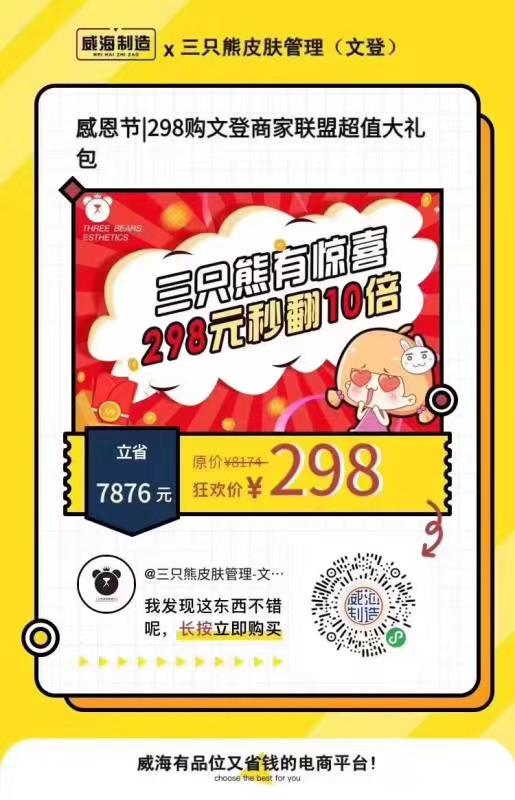 威海制造
WEI HAI ZHI ZAO
x 三只熊皮肤管理（文登）
感恩节|298购文登商家联盟超值大礼
包
THREE BEARS
ESTHETICS
三只熊有惊喜
298元秒翻10倍
立省
7876 元
原价¥8174
狂欢价¥298
@三只熊皮肤管理-文…
我发现这东西不错
呢，长按立即购买
威海
制造
威海有品位又省钱的电商平台！
choose the best for you